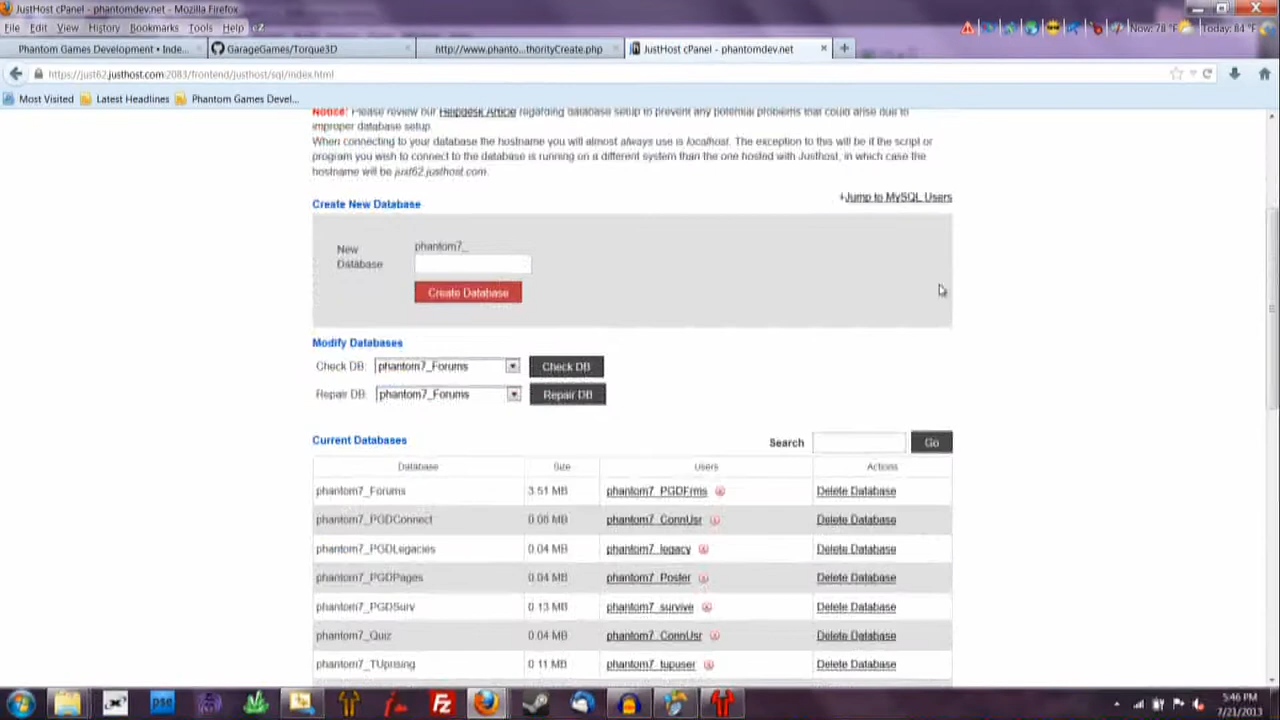 JustHost cPanel - phantomdev.net - Mozilla Firefox
File Edit View History Bookmarks Tools Help
Now: 78 °F Today: 84 °F
Phantom Games Development • Inde...
GarageGames/Torque3D
http://www.phanto...thorityCreate.php
JustHost cPanel - phantomdev.net
https://just62.justhost.com:2083/frontend/justhost/sql/index.html
Most Visited Latest Headlines Phantom Games Devel...
Notice: Please review our Helpdesk Article regarding database setup to prevent any potential problems that could arise due to
improper database setup.
When connecting to your database the hostname you will almost always use is localhost. The exception to this will be if the script or
program you wish to connect to the database is running on a different system than the one hosted with Justhost, in which case the
hostname will be just62.justhost.com.
Jump to MySQL Users
Create New Database
New Database
phantom7_
Create Database
Modify Databases
Check DB: phantom7_Forums Check DB
Repair DB: phantom7_Forums Repair DB
Current Databases
Search Go
Database Size Users Actions
phantom7_Forums 3.51 MB phantom7_PGDFrms Delete Database
phantom7_PGDConnect 0.06 MB phantom7_ConnUsr Delete Database
phantom7_PGDLegacies 0.04 MB phantom7_legacy Delete Database
phantom7_PGDPages 0.04 MB phantom7_Poster Delete Database
phantom7_PGDSurv 0.13 MB phantom7_survive Delete Database
phantom7_Quiz 0.04 MB phantom7_ConnUsr Delete Database
phantom7_TUprising 0.11 MB phantom7_tupuser Delete Database
pse
Fz
5:46 PM
7/21/2013